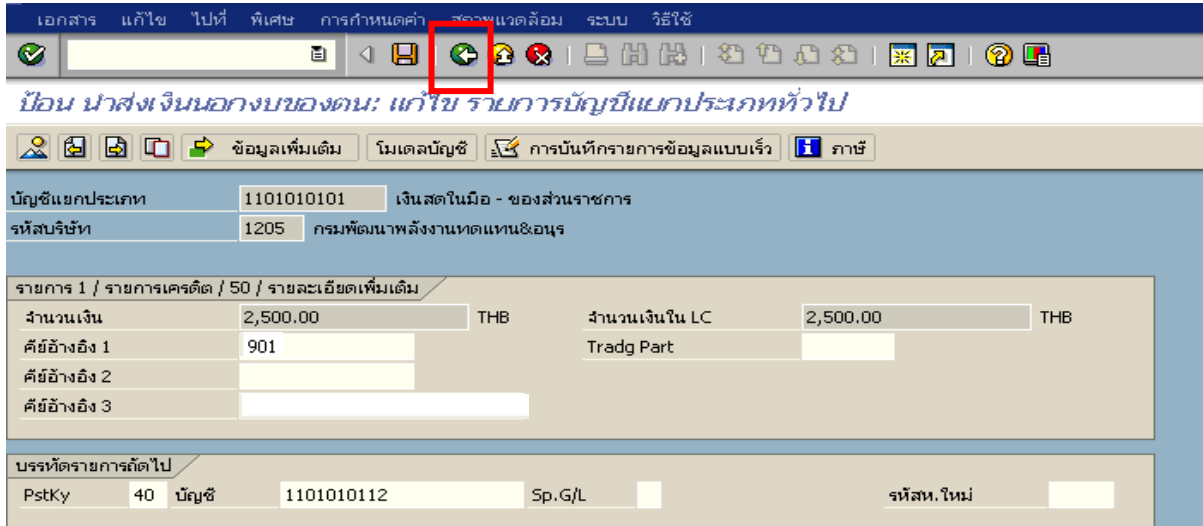 เอกสาร แก้ไข ไปที่ พิเศษ การกำหนดค่า สภาพแวดล้อม ระบบ วิธีใช้
ป้อน นำส่งเงินนอกงบของตน: แก้ไข รายการบัญชีแยกประเภททั่วไป
ข้อมูลเพิ่มเติม โมเดลบัญชี การบันทึกรายการข้อมูลแบบเร็ว ภาษี
บัญชีแยกประเภท 1101010101 เงินสดในมือ - ของส่วนราชการ
รหัสบริษัท 1205 กรมพัฒนาพลังงานทดแทน&อนุร
รายการ 1 / รายการเครดิต / 50 / รายละเอียดเพิ่มเติม
จำนวนเงิน 2,500.00 THB จำนวนเงินใน LC 2,500.00 THB
คีย์อ้างอิง 1 901 Tradg Part
คีย์อ้างอิง 2
คีย์อ้างอิง 3
บรรทัดรายการถัดไป
PstKy 40 บัญชี 1101010112 Sp.G/L รหัสห.ใหม่